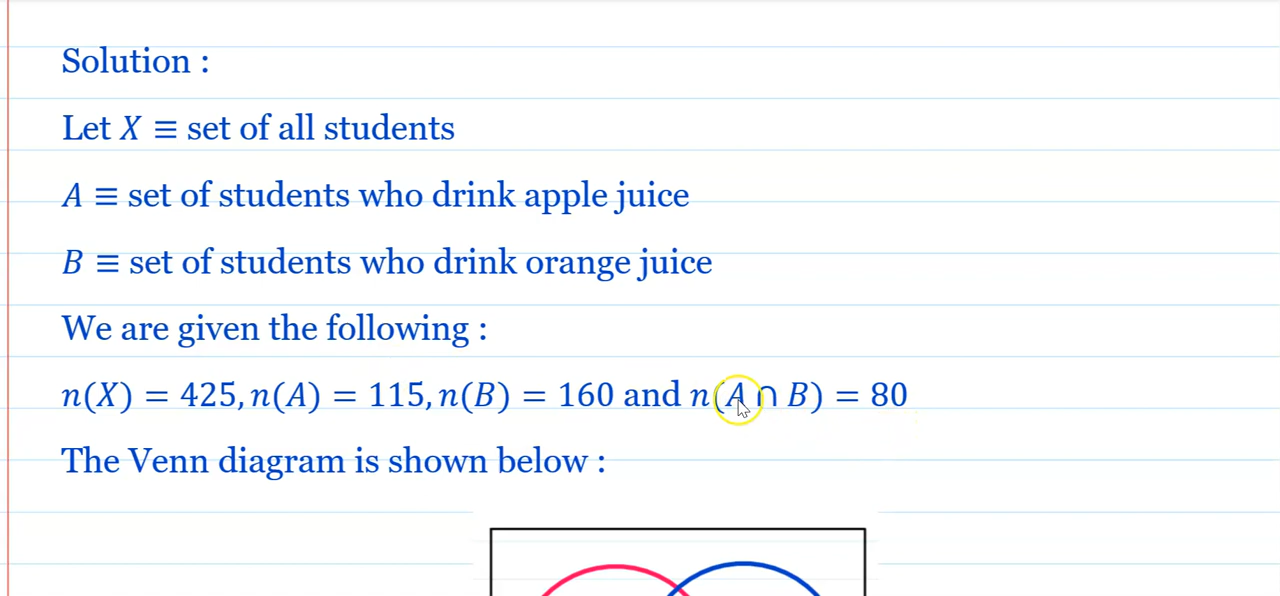 Solution :
Let X ≡ set of all students
A ≡ set of students who drink apple juice
B ≡ set of students who drink orange juice
We are given the following :
n(X) = 425, n(A) = 115, n(B) = 160 and n(A ∩ B) = 80
The Venn diagram is shown below :